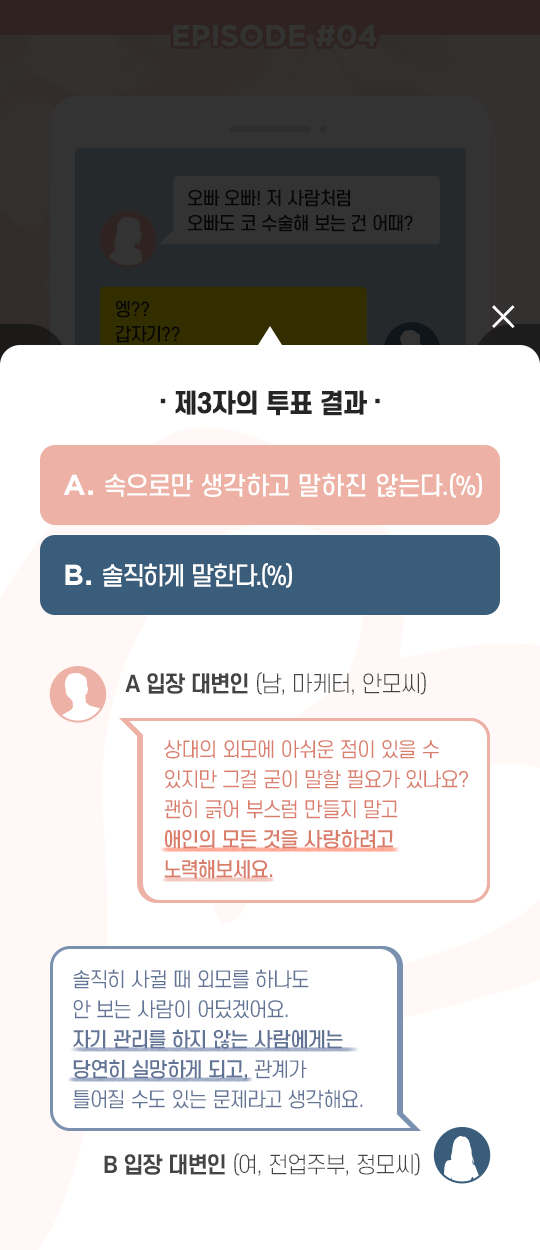 EPISODE #04
오빠 오빠! 저 사람처럼
오빠도 코 수술해 보는 건 어때?
엥??
갑자기??
· 제3자의 투표 결과 ·
A. 속으로만 생각하고 말하진 않는다.(%)
B. 솔직하게 말한다.(%)
A 입장 대변인 (남, 마케터, 안모씨)
상대의 외모에 아쉬운 점이 있을 수
있지만 그걸 굳이 말할 필요가 있나요?
괜히 긁어 부스럼 만들지 말고
애인의 모든 것을 사랑하려고
노력해보세요.
솔직히 사귈 때 외모를 하나도
안 보는 사람이 어딨겠어요.
자기 관리를 하지 않는 사람에게는
당연히 실망하게 되고, 관계가
틀어질 수도 있는 문제라고 생각해요.
B 입장 대변인 (여, 전업주부, 정모씨)